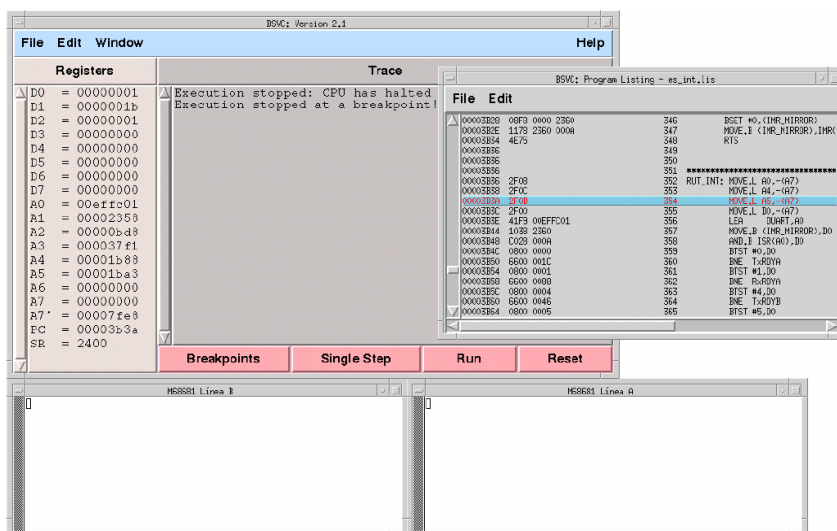 BSVC: Version 2.1
File Edit Window Help
Registers
D0 = 00000001
D1 = 0000001b
D2 = 00000001
D3 = 00000000
D4 = 00000000
D5 = 00000000
D6 = 00000000
D7 = 00000000
A0 = 00effc01
A1 = 00002358
A2 = 00000bd8
A3 = 000037f1
A4 = 00001b88
A5 = 00001ba3
A6 = 00000000
A7 = 00000000
A7' = 00007fe8
PC = 00003b3a
SR = 2400
Trace
Execution stopped: CPU has halted
Execution stopped at a breakpoint!
Breakpoints Single Step Run Reset
BSVC: Program Listing - es_int.lis
File Edit
00003B28 08F8 0000 2360 346 BSET #0,(IMR_MIRROR)
00003B2E 1178 2360 000A 347 MOVE.B (IMR_MIRROR),IMR(
00003B34 4E75 348 RTS
00003B36 349
00003B36 350
00003B36 351 ******************************
00003B36 2F08 352 RUT_INT: MOVE.L A0,-(A7)
00003B38 2F0C 353 MOVE.L A4,-(A7)
00003B3A 2F0D 354 MOVE.L A5,-(A7)
00003B3C 2F00 355 MOVE.L D0,-(A7)
00003B3E 41F9 00EFFC01 356 LEA DUART,A0
00003B44 1038 2360 357 MOVE.B (IMR_MIRROR),D0
00003B48 C028 000A 358 AND.B ISR(A0),D0
00003B4C 0800 0000 359 BTST #0,D0
00003B50 6600 001C 360 BNE TxRDYA
00003B54 0800 0001 361 BTST #1,D0
00003B58 6600 0088 362 BNE RxRDYA
00003B5C 0800 0004 363 BTST #4,D0
00003B60 6600 0046 364 BNE TxRDYB
00003B64 0800 0005 365 BTST #5,D0
M68681 Linea B
M68681 Linea A